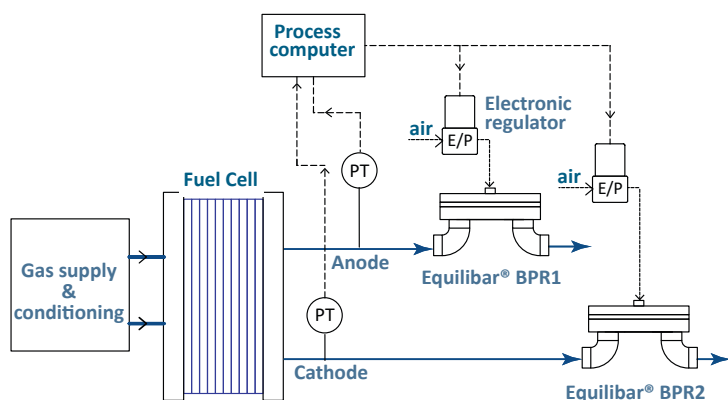 Process
computer
Electronic
regulator
air
E/P
air
E/P
PT
Fuel Cell
Gas supply
&
conditioning
Anode
Equilibar® BPR1
PT
Cathode
Equilibar® BPR2